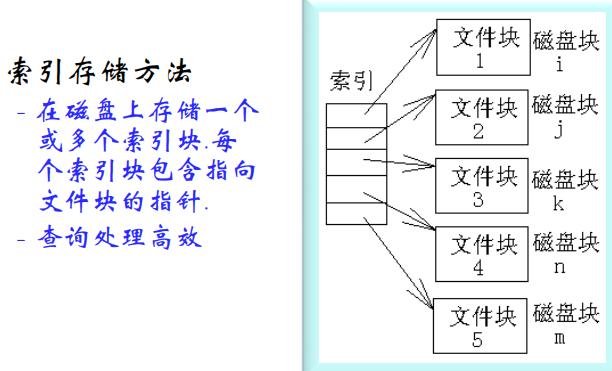 索引存储方法
- 在磁盘上存储一个
或多个索引块.每
个索引块包含指向
文件块的指针.
- 查询处理高效
索引
文件块
1
磁盘块
i
文件块
2
磁盘块
j
文件块
3
磁盘块
k
文件块
4
磁盘块
n
文件块
5
磁盘块
m